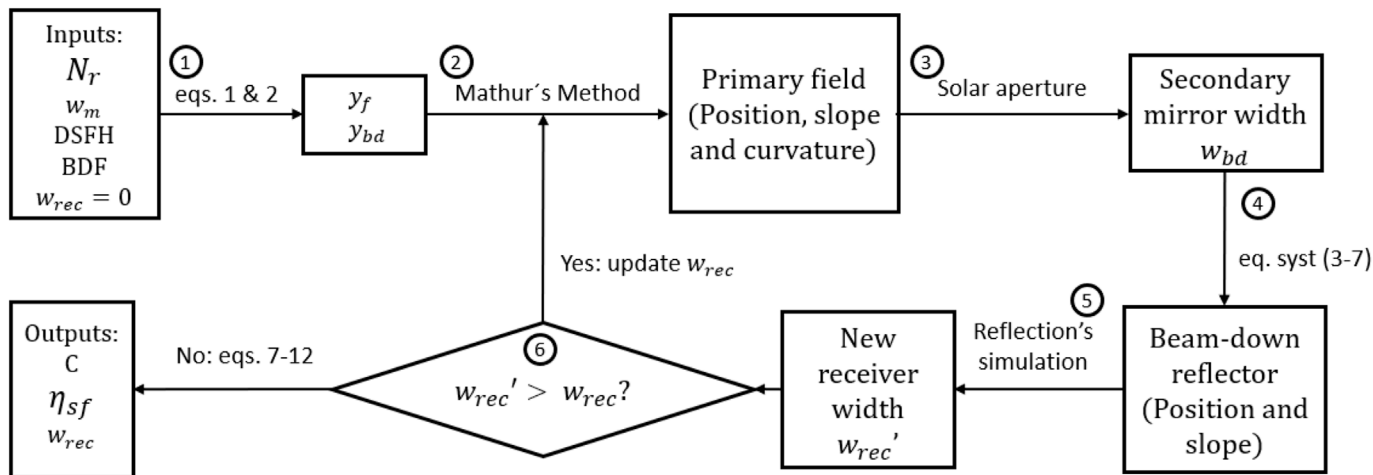 Inputs:
N_r
w_m
DSFH
BDF
w_rec = 0
1
eqs. 1 & 2
y_f
y_bd
2
Mathur´s Method
Primary field
(Position, slope
and curvature)
3
Solar aperture
Secondary
mirror width
w_bd
4
eq. syst (3-7)
Beam-down
reflector
(Position and
slope)
5
Reflection’s
simulation
New
receiver
width
w_rec’
6
w_rec′ > w_rec?
Yes: update w_rec
No: eqs. 7-12
Outputs:
C
η_sf
w_rec